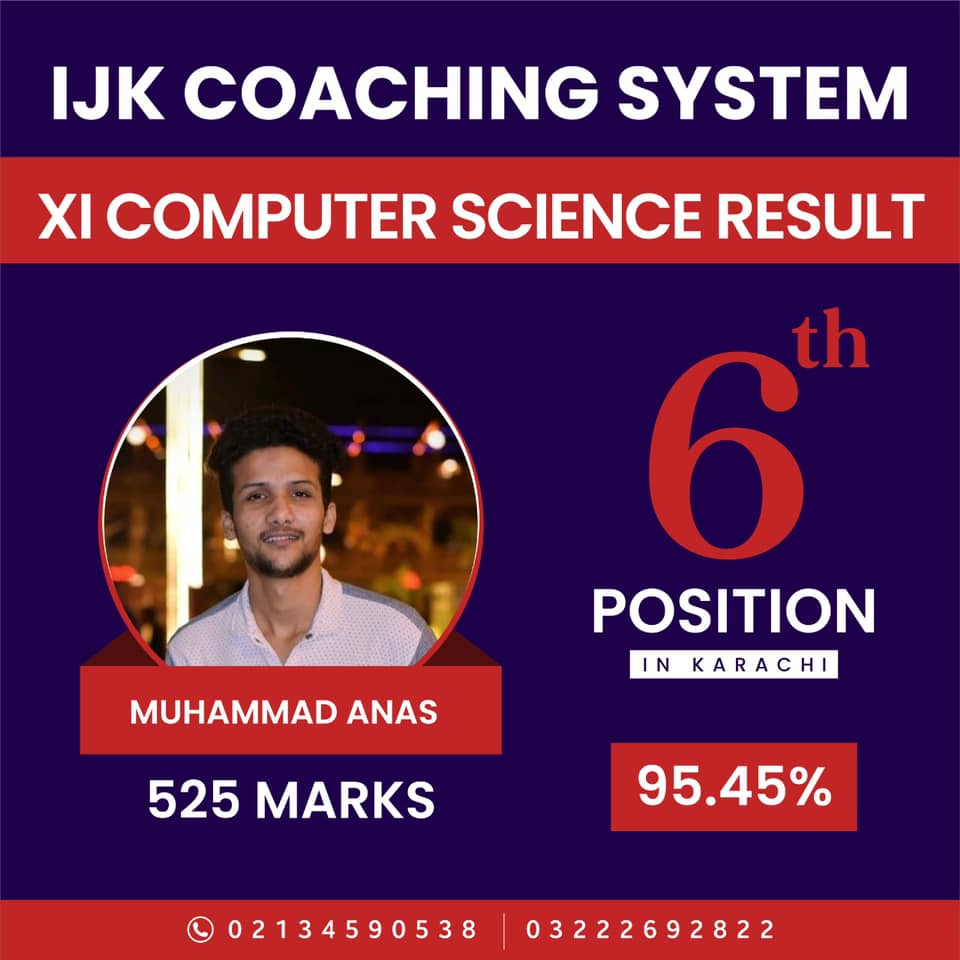 IJK COACHING SYSTEM
XI COMPUTER SCIENCE RESULT
6th
POSITION
IN KARACHI
MUHAMMAD ANAS
525 MARKS
95.45%
02134590538 | 03222692822